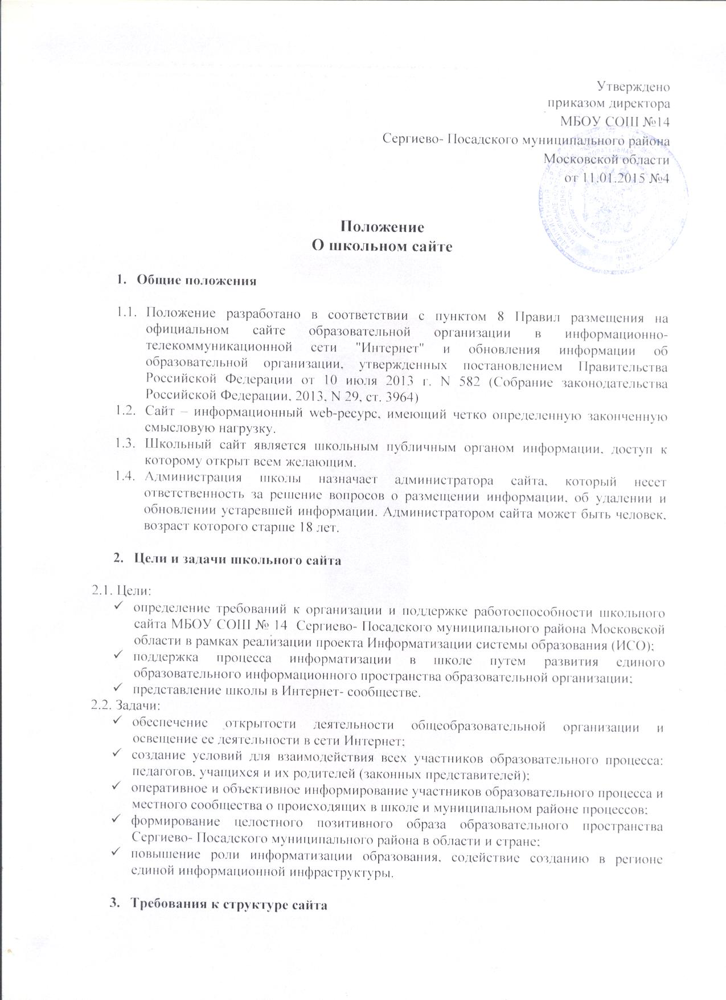 Утверждено
приказом директора
МБОУ СОШ №14
Сергиево- Посадского муниципального района
Московской области
от 11.01.2015 №4
Положение
О школьном сайте
1. Общие положения
1.1. Положение разработано в соответствии с пунктом 8 Правил размещения на
официальном сайте образовательной организации в информационно-
телекоммуникационной сети "Интернет" и обновления информации об
образовательной организации, утвержденных постановлением Правительства
Российской Федерации от 10 июля 2013 г. N 582 (Собрание законодательства
Российской Федерации, 2013, N 29, ст. 3964)
1.2. Сайт – информационный web-ресурс, имеющий четко определенную законченную
смысловую нагрузку.
1.3. Школьный сайт является школьным публичным органом информации, доступ к
которому открыт всем желающим.
1.4. Администрация школы назначает администратора сайта, который несет
ответственность за решение вопросов о размещении информации, об удалении и
обновлении устаревшей информации. Администратором сайта может быть человек,
возраст которого старше 18 лет.
2. Цели и задачи школьного сайта
2.1. Цели:
✓ определение требований к организации и поддержке работоспособности школьного
сайта МБОУ СОШ № 14 Сергиево- Посадского муниципального района Московской
области в рамках реализации проекта Информатизации системы образования (ИСО);
✓ поддержка процесса информатизации в школе путем развития единого
образовательного информационного пространства образовательной организации;
✓ представление школы в Интернет- сообществе.
2.2. Задачи:
✓ обеспечение открытости деятельности общеобразовательной организации и
освещение ее деятельности в сети Интернет;
✓ создание условий для взаимодействия всех участников образовательного процесса:
педагогов, учащихся и их родителей (законных представителей);
✓ оперативное и объективное информирование участников образовательного процесса и
местного сообщества о происходящих в школе и муниципальном районе процессов;
✓ формирование целостного позитивного образа образовательного пространства
Сергиево- Посадского муниципального района в области и стране;
✓ повышение роли информатизации образования, содействие созданию в регионе
единой информационной инфраструктуры.
3. Требования к структуре сайта